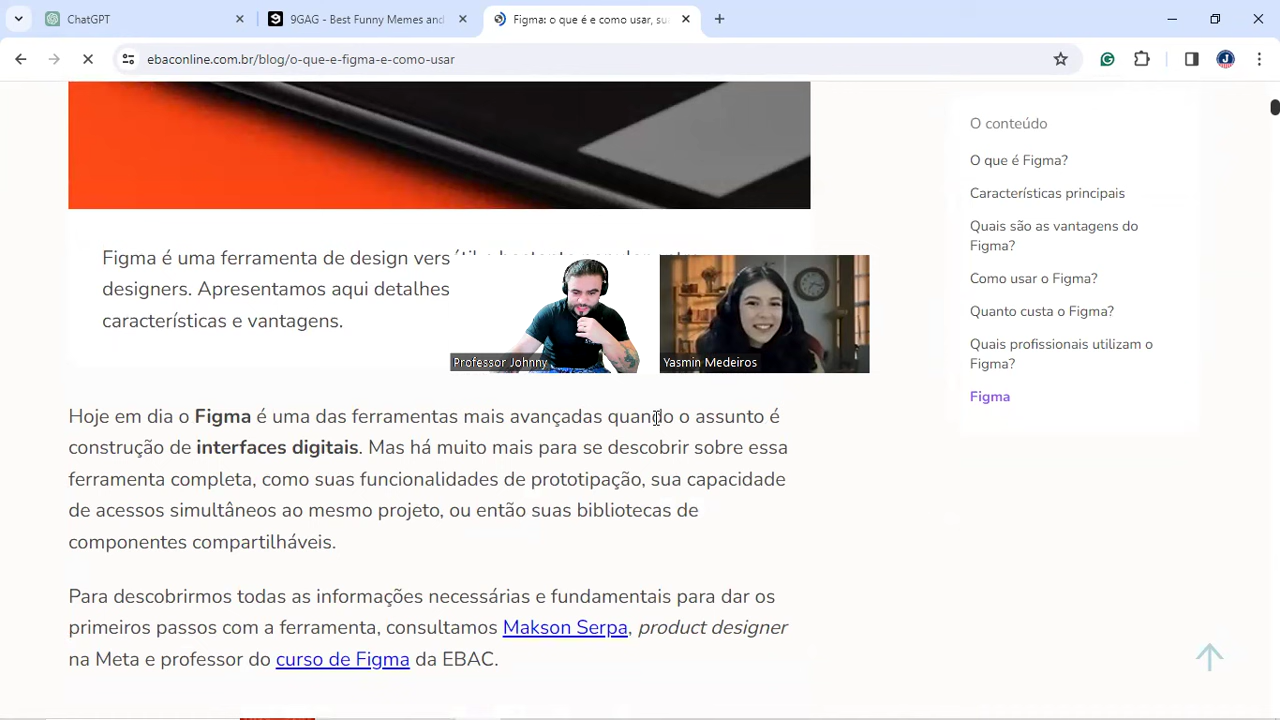 ChatGPT
9GAG - Best Funny Memes and
Figma: o que é e como usar, su
ebaconline.com.br/blog/o-que-e-figma-e-como-usar
O conteúdo
O que é Figma?
Características principais
Quais são as vantagens do
Figma?
Como usar o Figma?
Quanto custa o Figma?
Quais profissionais utilizam o
Figma?
Figma
Figma é uma ferramenta de design
designers. Apresentamos aqui detalhes
características e vantagens.
Professor Johnny
Yasmin Medeiros
Hoje em dia o Figma é uma das ferramentas mais avançadas quando o assunto é
construção de interfaces digitais. Mas há muito mais para se descobrir sobre essa
ferramenta completa, como suas funcionalidades de prototipação, sua capacidade
de acessos simultâneos ao mesmo projeto, ou então suas bibliotecas de
componentes compartilháveis.
Para descobrirmos todas as informações necessárias e fundamentais para dar os
primeiros passos com a ferramenta, consultamos Makson Serpa, product designer
na Meta e professor do curso de Figma da EBAC.